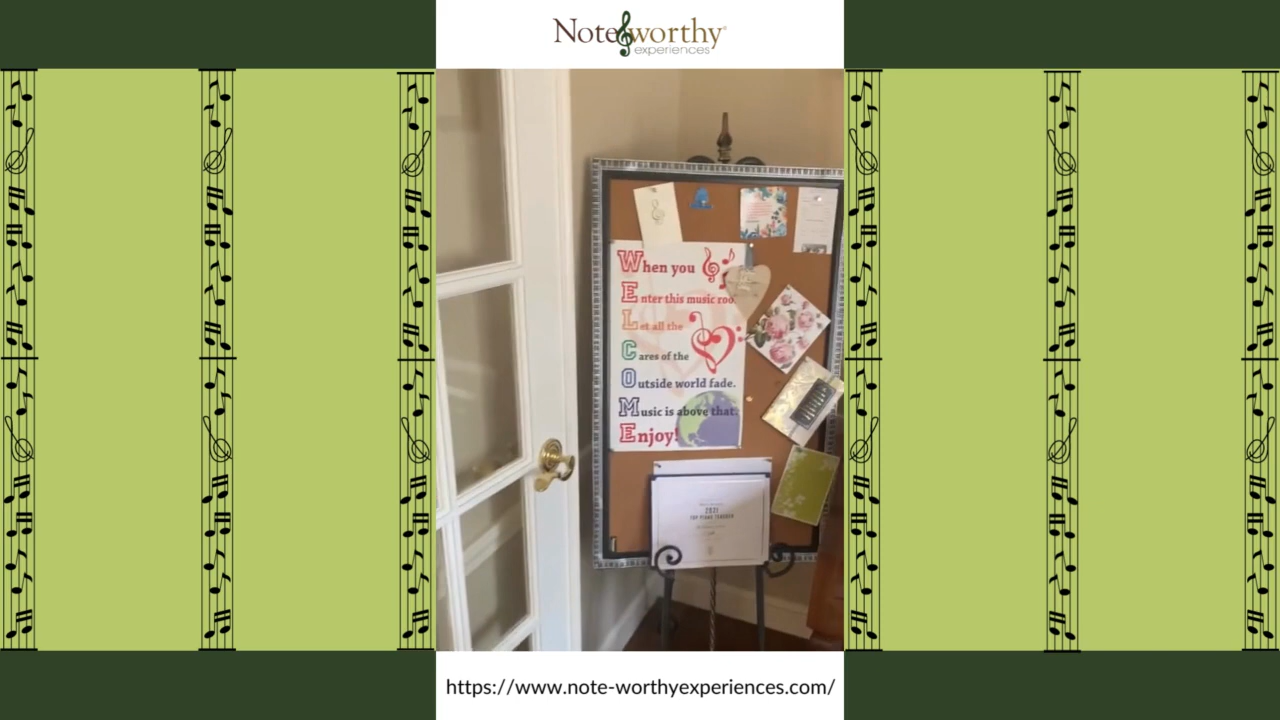 Noteworthy
experiences
When you
Enter this music roo
Let all the
Cares of the
Outside world fade.
Music is above that.
Enjoy!
2021
TOP PIANO TEACHER
https://www.note-worthyexperiences.com/